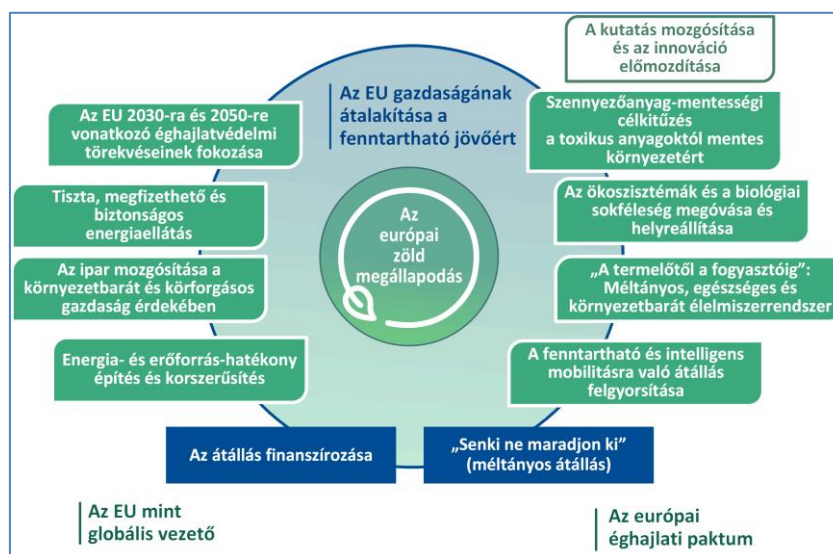 A kutatás mozgósítása
és az innováció
előmozdítása
Az EU gazdaságának
átalakítása a
fenntartható jövőért
Az EU 2030-ra és 2050-re
vonatkozó éghajlatvédelmi
törekvéseinek fokozása
Szennyezőanyag-mentességi
célkitűzés
a toxikus anyagoktól mentes
környezetért
Tiszta, megfizethető és
biztonságos
energiaellátás
Az ökoszisztémák és a biológiai
sokféleség megóvása és
helyreállítása
Az
európai
zöld
megállapodás
Az ipar mozgósítása a
környezetbarát és körforgásos
gazdaság érdekében
„A termelőtől a fogyasztóig”:
Méltányos, egészséges és
környezetbarát élelmiszerrendszer
Energia- és erőforrás-hatékony
építés és korszerűsítés
A fenntartható és intelligens
mobilitásra való átállás
felgyorsítása
Az átállás finanszírozása
„Senki ne maradjon ki”
(méltányos átállás)
Az EU mint
globális vezető
Az európai
éghajlati paktum